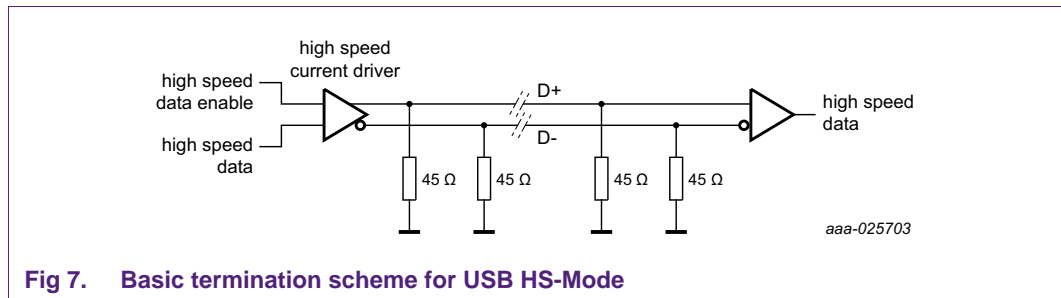 high speed
current driver
high speed
data enable
high speed
data
D+
D-
45 Ω
45 Ω
45 Ω
45 Ω
high speed
data
aaa-025703
Fig 7. Basic termination scheme for USB HS-Mode